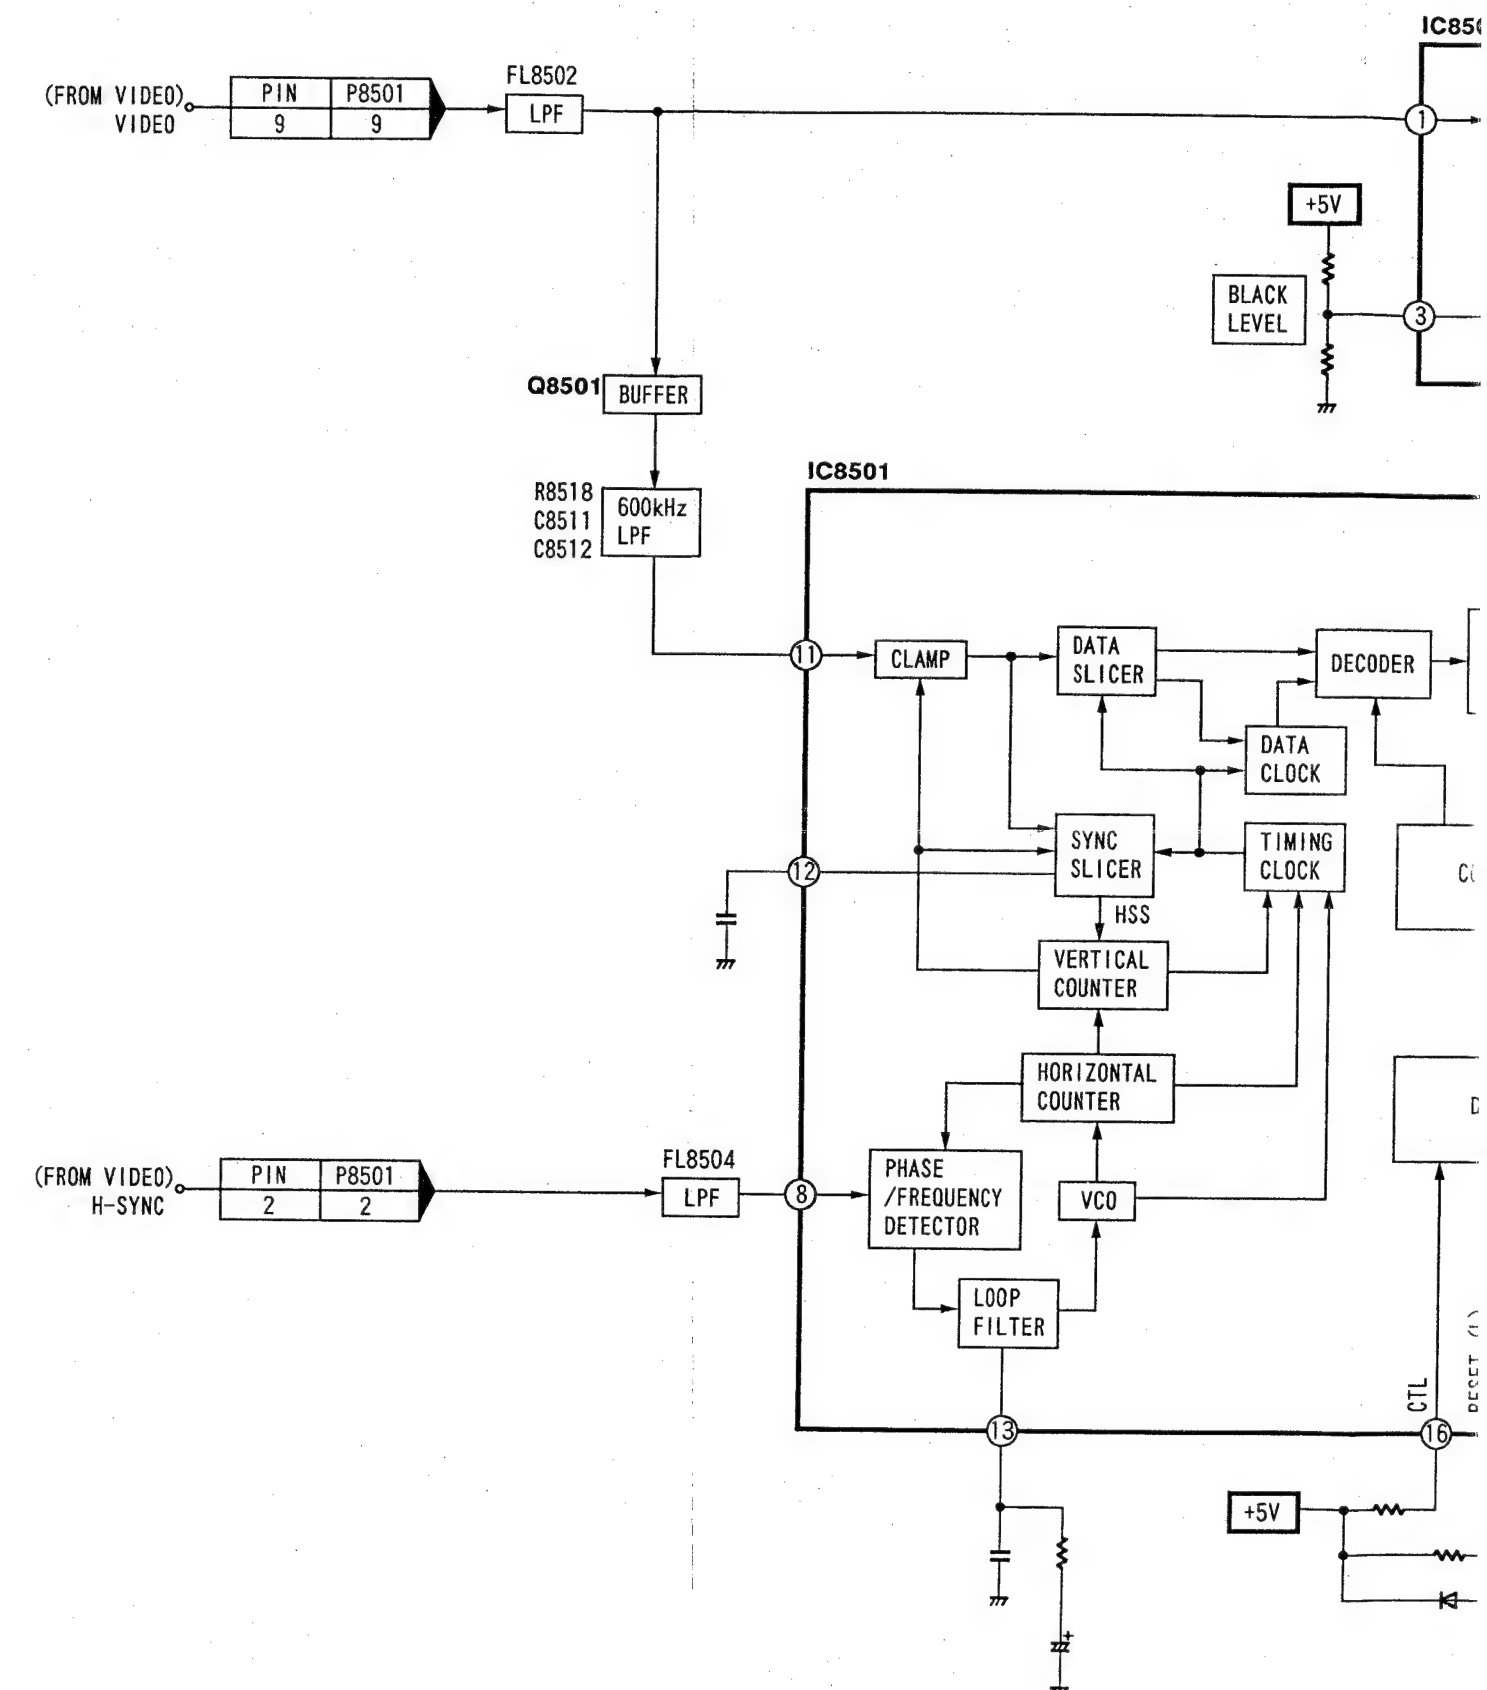 IC850
(FROM VIDEO)
VIDEO
PIN P8501
9 9
FL8502
LPF
1
+5V
BLACK
LEVEL
3
Q8501
BUFFER
R8518
C8511
C8512
600kHz
LPF
IC8501
11
CLAMP
DATA
SLICER
DECODER
DATA
CLOCK
SYNC
SLICER
TIMING
CLOCK
12
HSS
VERTICAL
COUNTER
HORIZONTAL
COUNTER
(FROM VIDEO)
H-SYNC
PIN P8501
2 2
FL8504
LPF
8
PHASE
/FREQUENCY
DETECTOR
VCO
LOOP
FILTER
CTL
RESET (L)
13
16
+5V